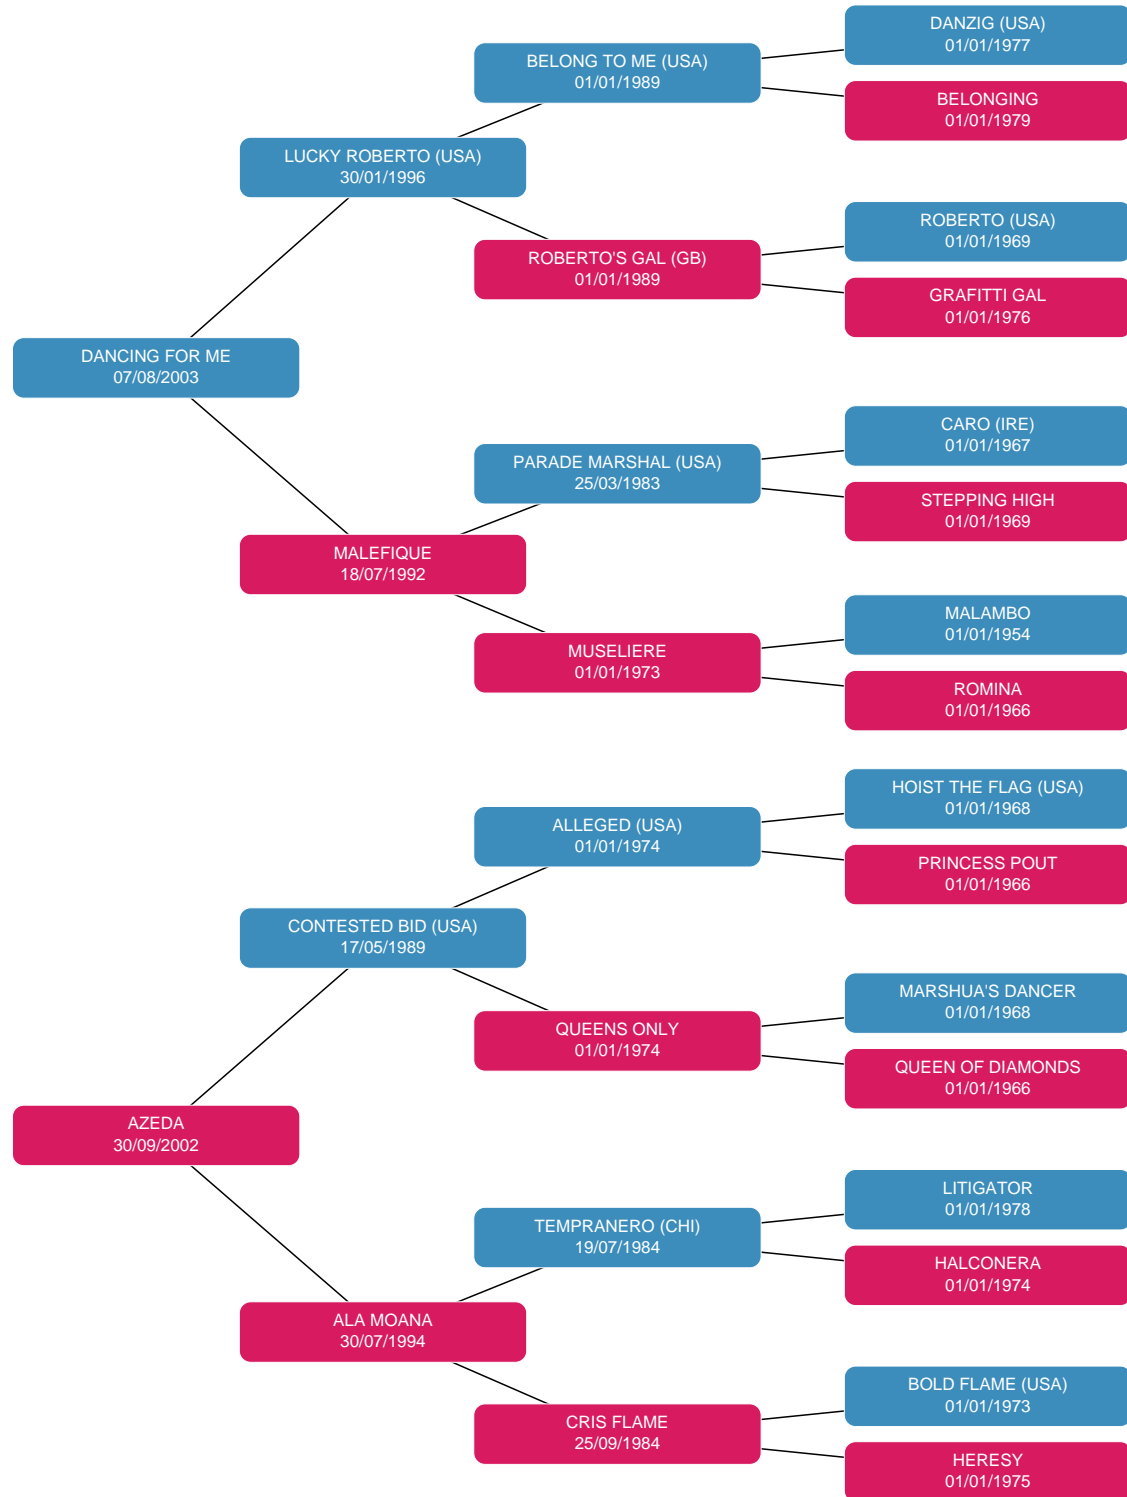 DANZIG (USA)
01/01/1977
BELONG TO ME (USA)
01/01/1989
BELONGING
01/01/1979
LUCKY ROBERTO (USA)
30/01/1996
ROBERTO (USA)
01/01/1969
ROBERTO'S GAL (GB)
01/01/1989
GRAFITTI GAL
01/01/1976
DANCING FOR ME
07/08/2003
CARO (IRE)
01/01/1967
PARADE MARSHAL (USA)
25/03/1983
STEPPING HIGH
01/01/1969
MALEFIQUE
18/07/1992
MALAMBO
01/01/1954
MUSELIERE
01/01/1973
ROMINA
01/01/1966
HOIST THE FLAG (USA)
01/01/1968
ALLEGED (USA)
01/01/1974
PRINCESS POUT
01/01/1966
CONTESTED BID (USA)
17/05/1989
MARSHUA'S DANCER
01/01/1968
QUEENS ONLY
01/01/1974
QUEEN OF DIAMONDS
01/01/1966
AZEDA
30/09/2002
LITIGATOR
01/01/1978
TEMPRANERO (CHI)
19/07/1984
HALCONERA
01/01/1974
ALA MOANA
30/07/1994
BOLD FLAME (USA)
01/01/1973
CRIS FLAME
25/09/1984
HERESY
01/01/1975